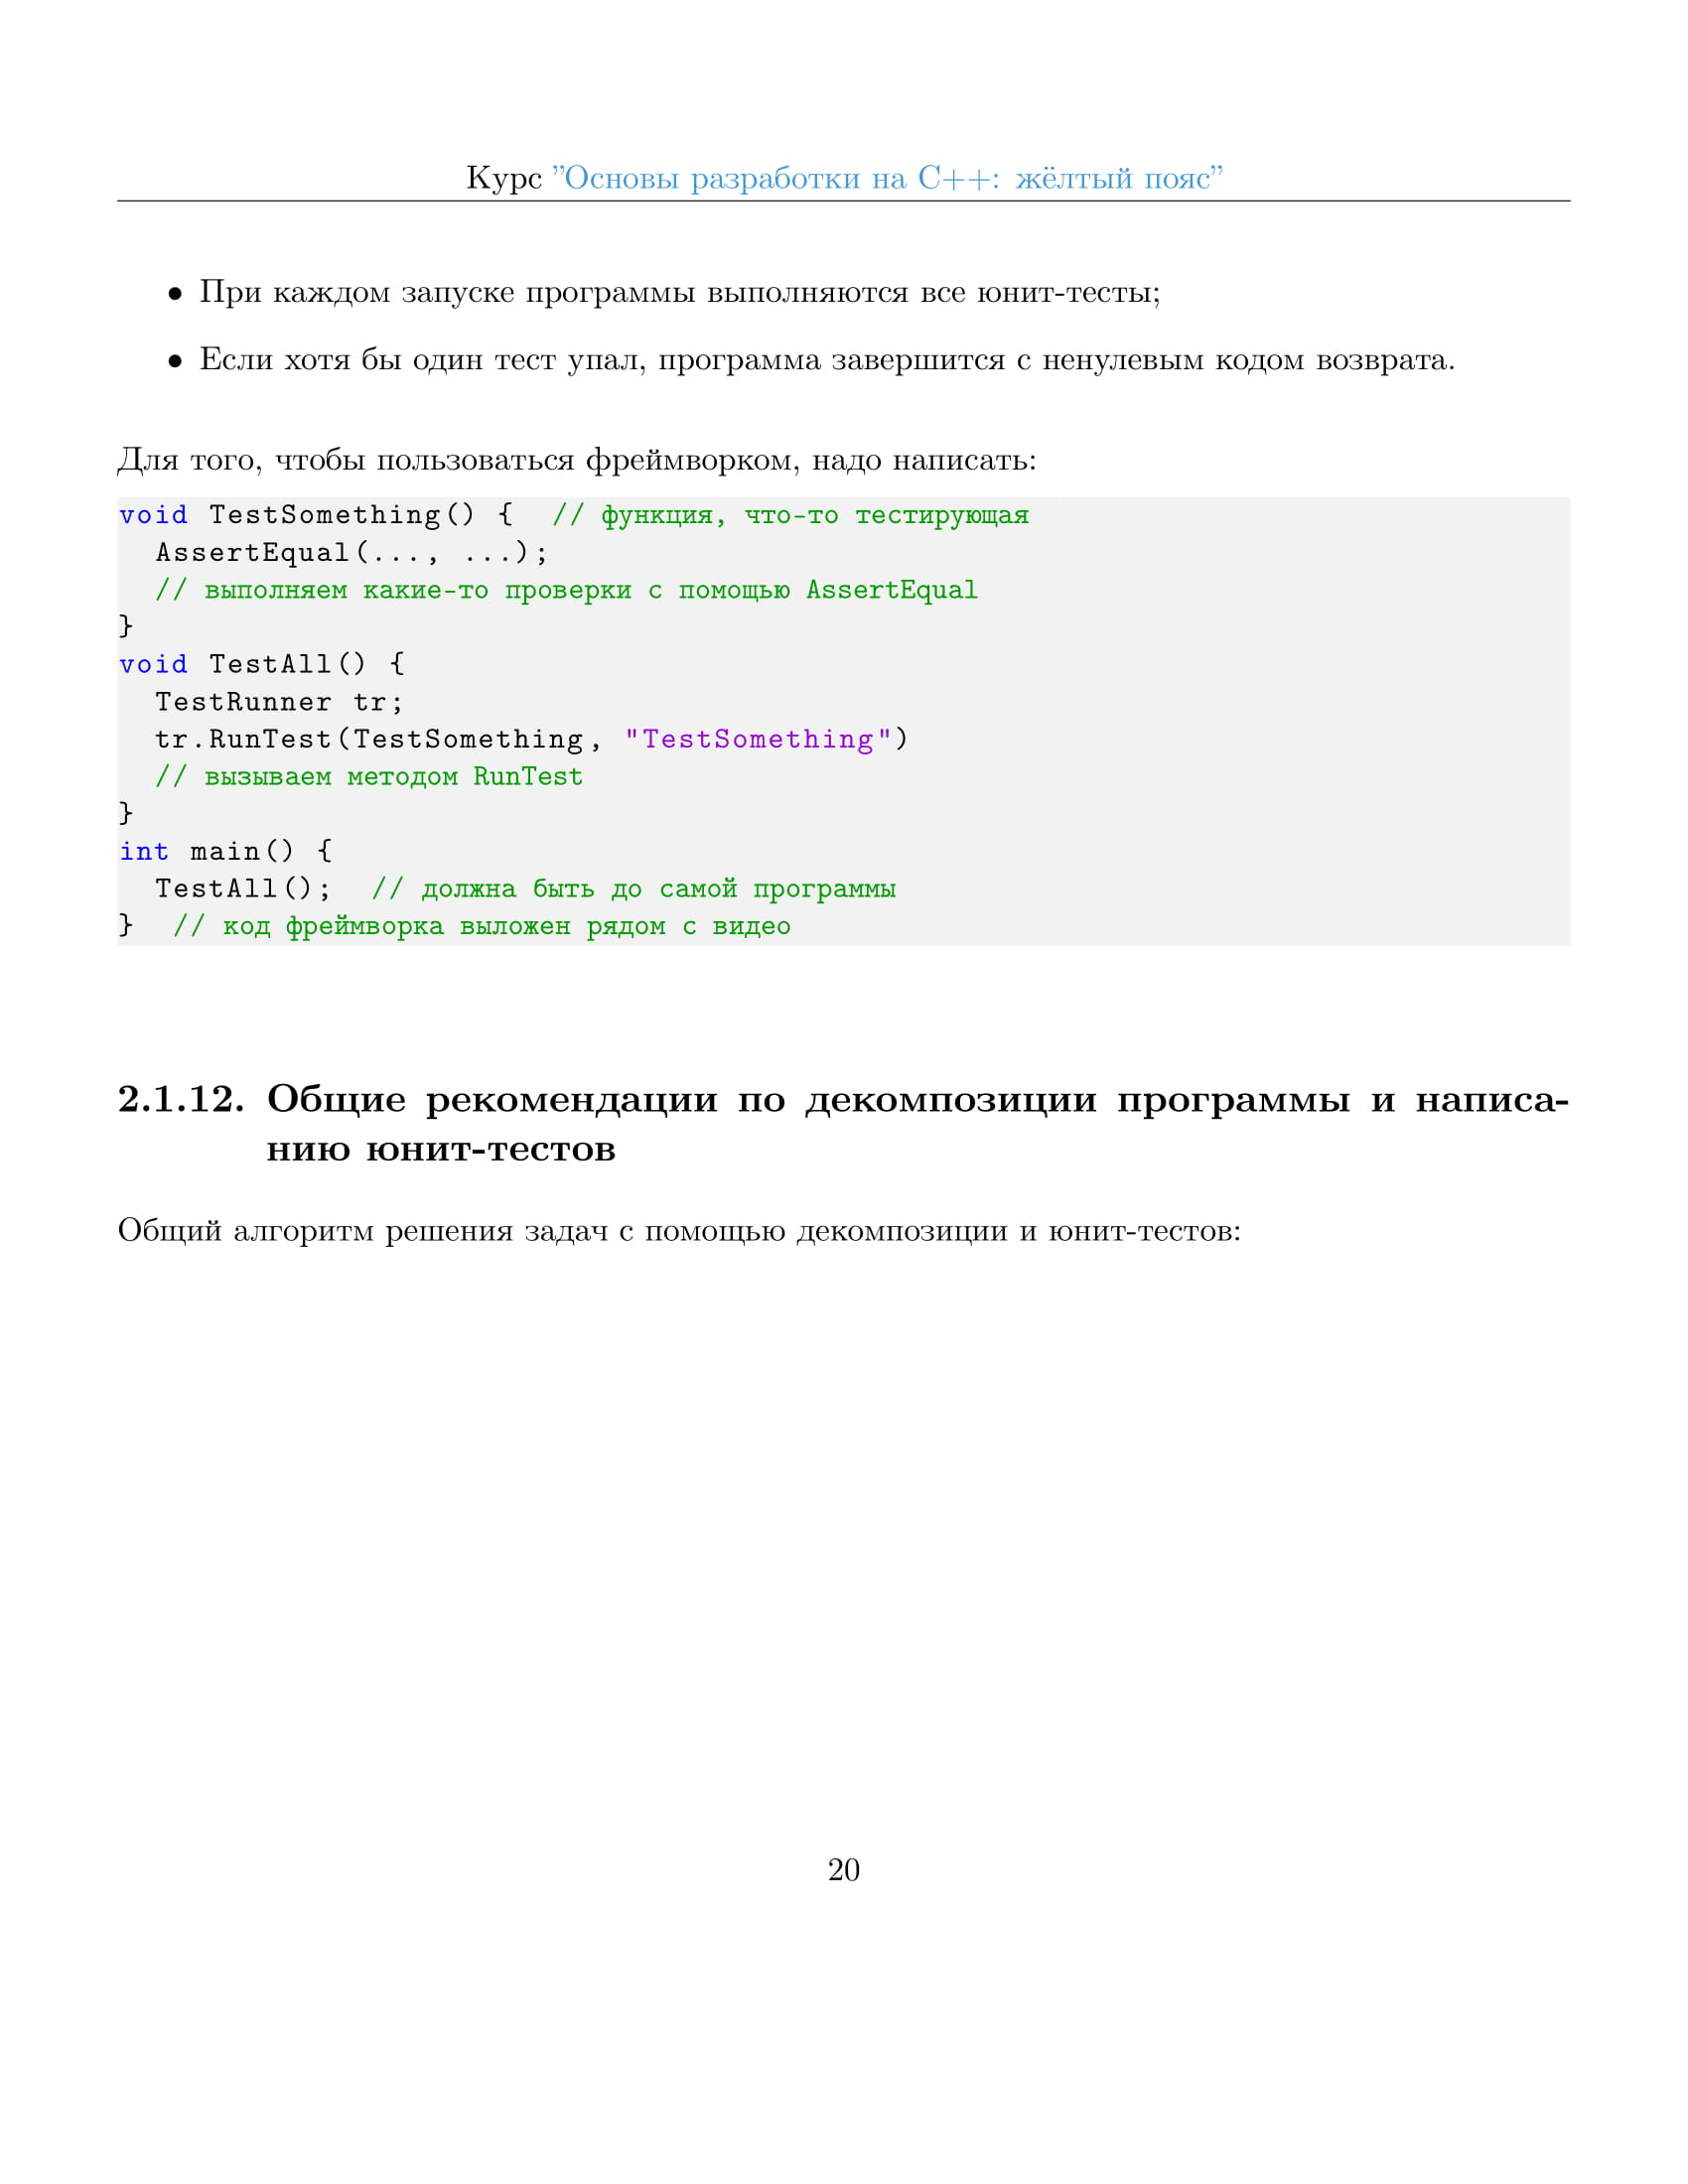 Курс ”Основы разработки на C++: жёлтый пояс”
• При каждом запуске программы выполняются все юнит-тесты;
• Если хотя бы один тест упал, программа завершится с ненулевым кодом возврата.
Для того, чтобы пользоваться фреймворком, надо написать:
void TestSomething() {  // функция, что-то тестирующая
  AssertEqual(..., ...);
  // выполняем какие-то проверки с помощью AssertEqual
}
void TestAll() {
  TestRunner tr;
  tr.RunTest(TestSomething, "TestSomething")
  // вызываем методом RunTest
}
int main() {
  TestAll();  // должна быть до самой программы
}  // код фреймворка выложен рядом с видео
2.1.12. Общие рекомендации по декомпозиции программы и написа-
нию юнит-тестов
Общий алгоритм решения задач с помощью декомпозиции и юнит-тестов:
20